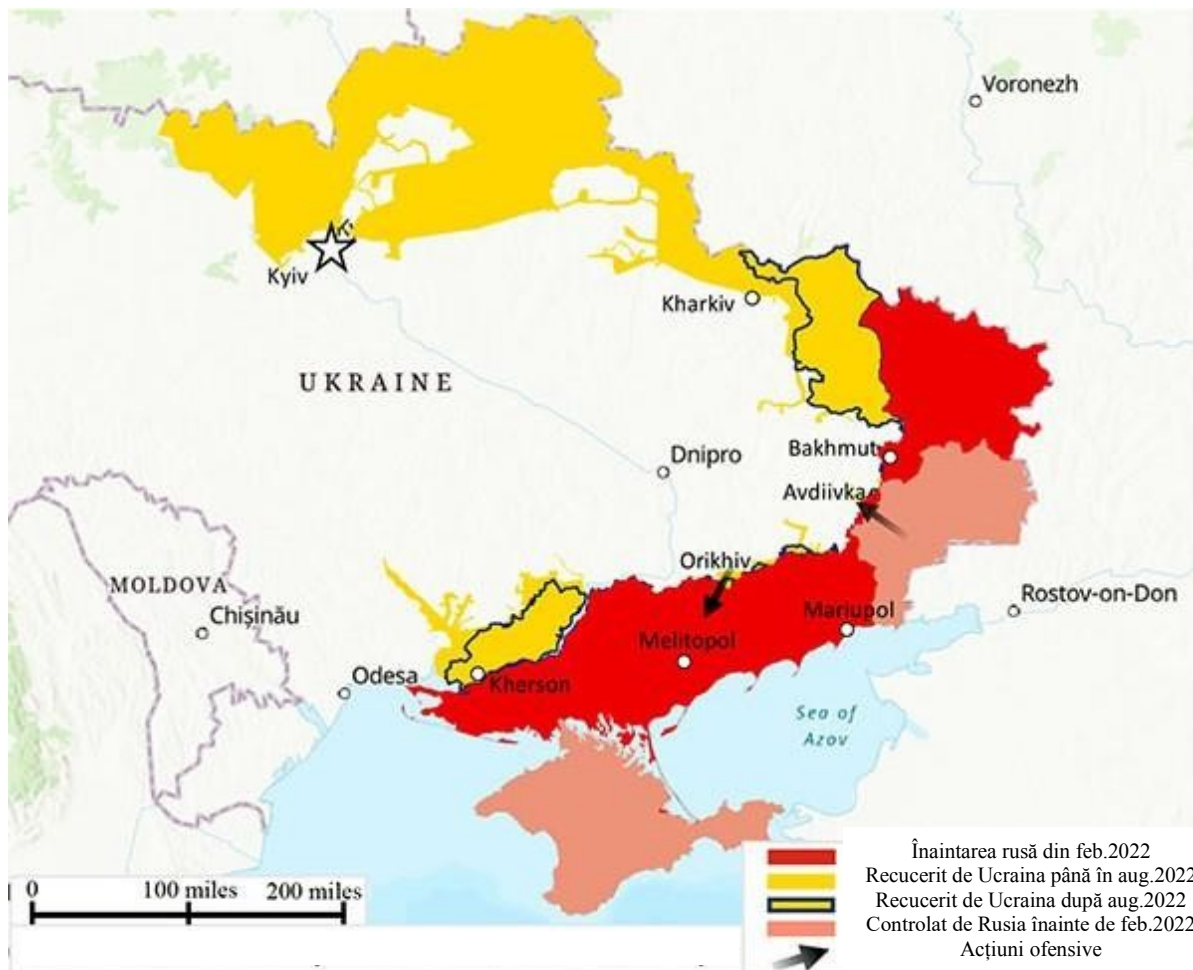 Voronezh
Kyiv
Kharkiv
UKRAINE
Dnipro
Bakhmut
Avdiivka
Orikhiv
MOLDOVA
Chișinău
Rostov-on-Don
Mariupol
Melitopol
Odesa
Kherson
Sea of
Azov
0 100 miles 200 miles
Înaintarea rusă din feb.2022
Recucerit de Ucraina până în aug.2022
Recucerit de Ucraina după aug.2022
Controlat de Rusia înainte de feb.2022
Acțiuni ofensive